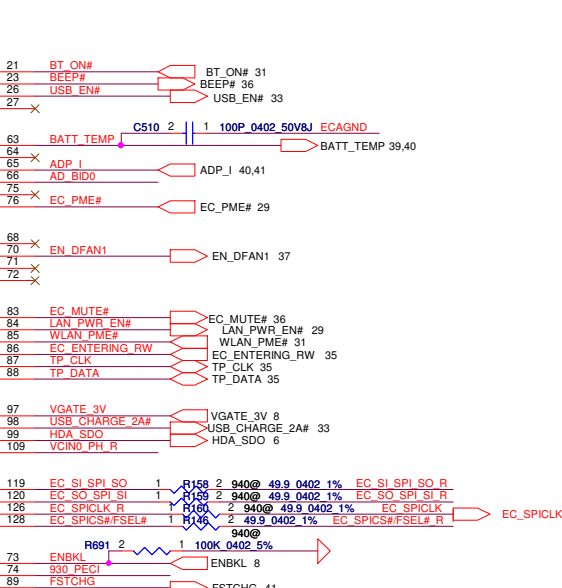 21 BT_ON# BT_ON# 31
23 BEEP# BEEP# 36
26 USB_EN# USB_EN# 33
27
C510 2 1 100P_0402_50V8J ECAGND
63 BATT_TEMP BATT_TEMP 39,40
64
65 ADP_I ADP_I 40,41
66 AD_BID0
75
76 EC_PME# EC_PME# 29
68
70 EN_DFAN1 EN_DFAN1 37
71
72
83 EC_MUTE# EC_MUTE# 36
84 LAN_PWR_EN# LAN_PWR_EN# 29
85 WLAN_PME# WLAN_PME# 31
86 EC_ENTERING_RW EC_ENTERING_RW 35
87 TP_CLK TP_CLK 35
88 TP_DATA TP_DATA 35
97 VGATE_3V VGATE_3V 8
98 USB_CHARGE_2A# USB_CHARGE_2A# 33
99 HDA_SDO HDA_SDO 6
109 VCIN0_PH_R
119 EC_SI_SPI_SO 1 R158 2 940@ 49.9_0402_1% EC_SI_SPI_SO_R
120 EC_SO_SPI_SI 1 R159 2 940@ 49.9_0402_1% EC_SO_SPI_SI_R
126 EC_SPICLK_R 1 R160 2 940@ 49.9_0402_1% EC_SPICLK EC_SPICLK
128 EC_SPICS#/FSEL# 1 R146 2 49.9_0402_1% EC_SPICS#/FSEL#_R
940@
R691 2 1 100K_0402_5%
73 ENBKL ENBKL 8
74 930_PECI
89 FSTCHG FSTCHG 41